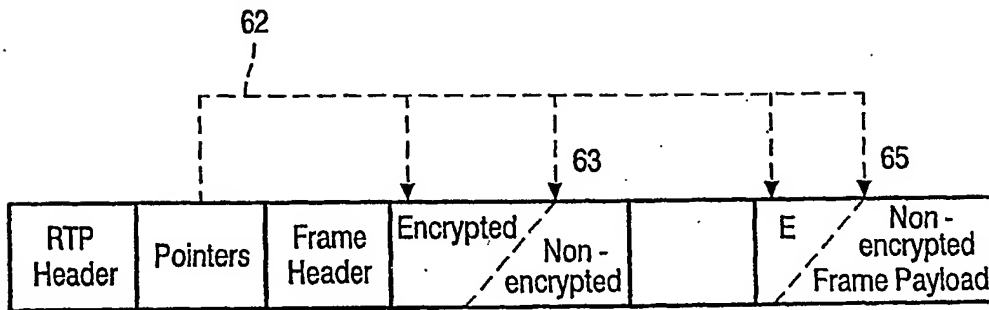 62
63
65
RTP
Header
Pointers
Frame
Header
Encrypted
Non -
encrypted
E
Non -
encrypted
Frame Payload